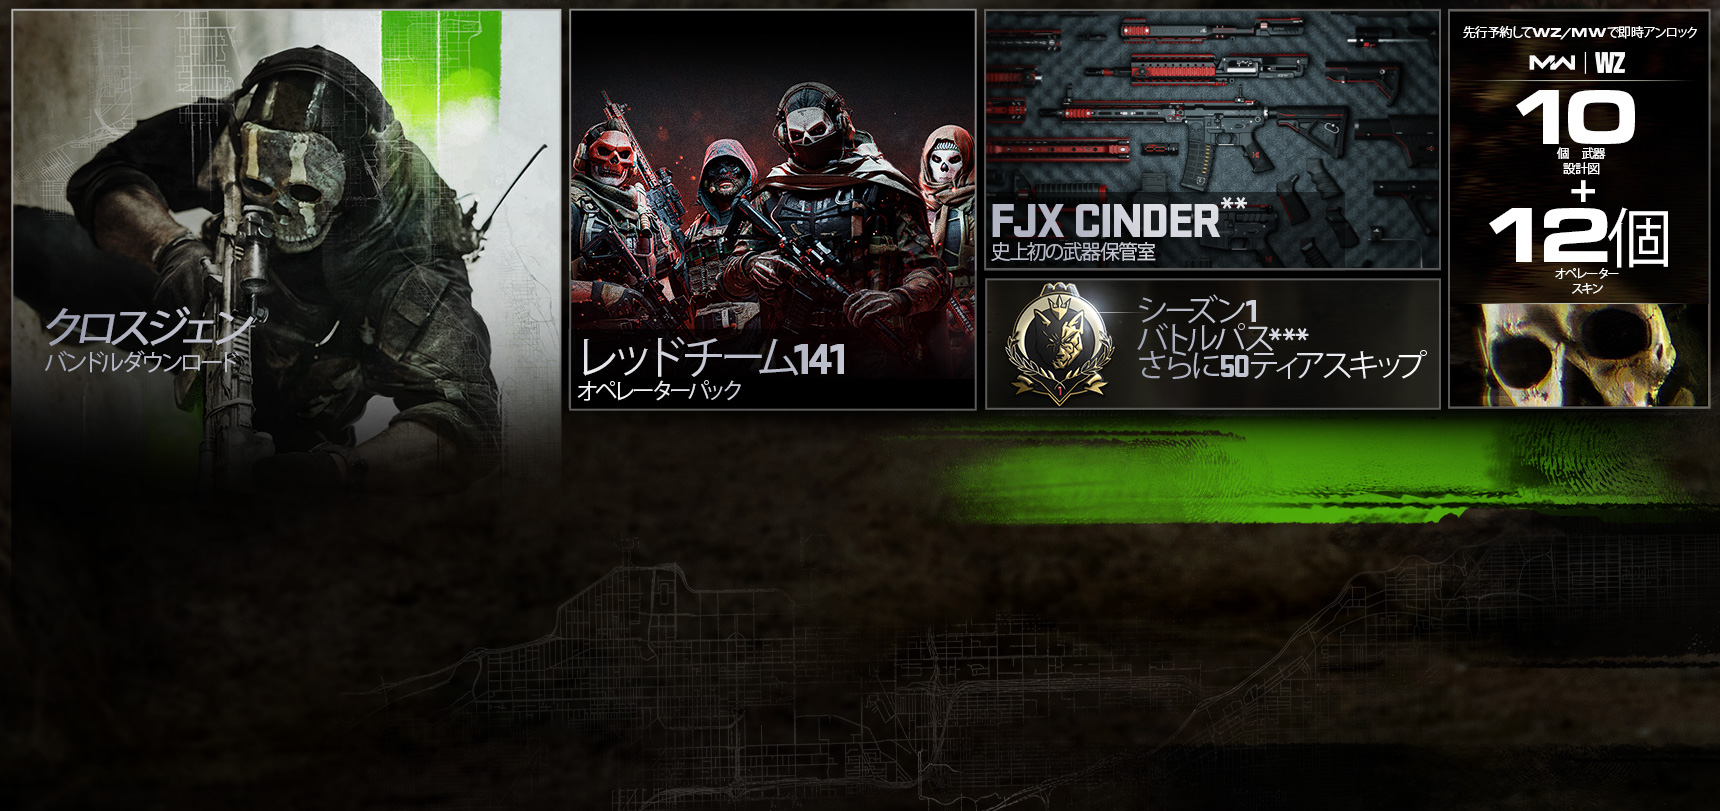 クロスジェン
バンドルダウンロード
レッドチーム141
オペレーターパック
FJX CINDER**
史上初の武器保管室
シーズン1
バトルパス***
さらに50ティアスキップ
1
先行予約してWZ/MWで即時アンロック
MW | WZ
10
個 武器
設計図
+
12個
オペレーター
スキン